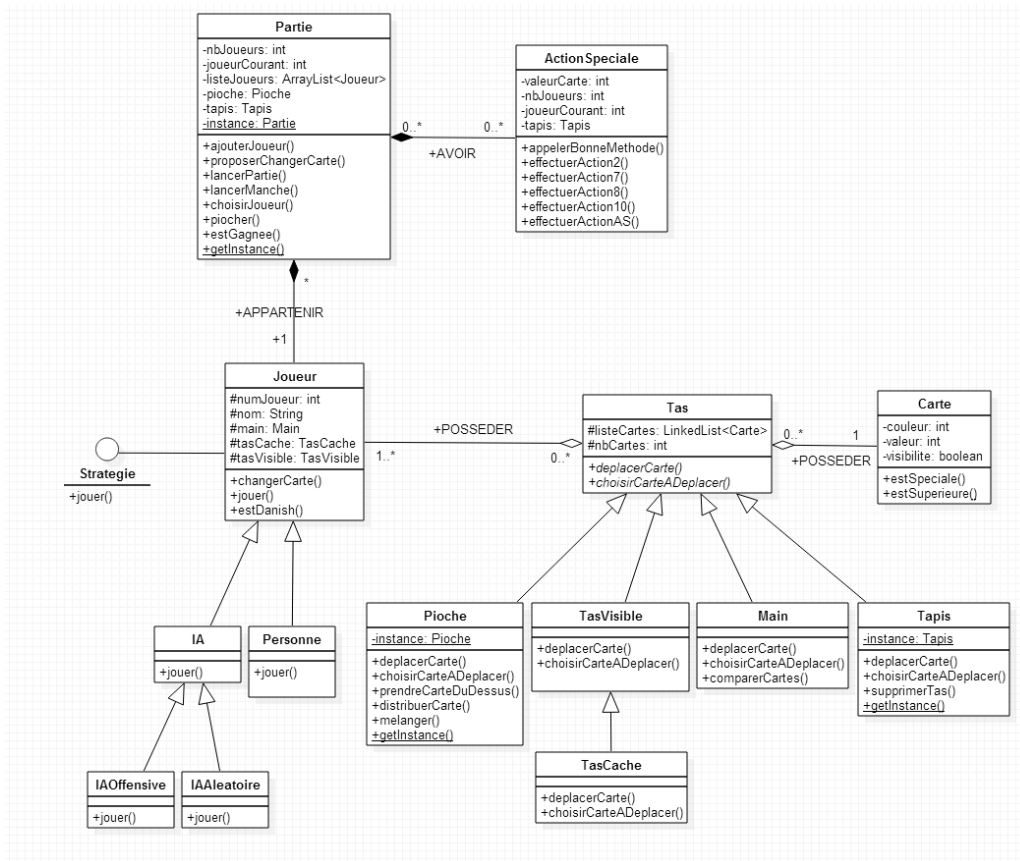 Partie
-nbJoueurs: int
-joueurCourant: int
-listeJoueurs: ArrayList<Joueur>
-pioche: Pioche
-tapis: Tapis
-instance: Partie
+ajouterJoueur()
+proposerChangerCarte()
+lancerPartie()
+lancerManche()
+choisirJoueur()
+piocher()
+estGagnee()
+getInstance()
0..*
0..*
+AVOIR
ActionSpeciale
-valeurCarte: int
-nbJoueurs: int
-joueurCourant: int
-tapis: Tapis
+appelerBonneMethode()
+effectuerAction2()
+effectuerAction7()
+effectuerAction8()
+effectuerAction10()
+effectuerActionAS()
*
+APPARTENIR
+1
Joueur
#numJoueur: int
#nom: String
#main: Main
#tasCache: TasCache
#tasVisible: TasVisible
+changerCarte()
+jouer()
+estDanish()
Strategie
+jouer()
+POSSEDER
1..*
0..*
Tas
#listeCartes: LinkedList<Carte>
#nbCartes: int
+deplacerCarte()
+choisirCarteADeplacer()
0..*
1
+POSSEDER
Carte
-couleur: int
-valeur: int
-visibilite: boolean
+estSpeciale()
+estSuperieure()
IA
+jouer()
Personne
+jouer()
Pioche
-instance: Pioche
+deplacerCarte()
+choisirCarteADeplacer()
+prendreCarteDuDessus()
+distribuerCarte()
+melanger()
+getInstance()
TasVisible
+deplacerCarte()
+choisirCarteADeplacer()
Main
+deplacerCarte()
+choisirCarteADeplacer()
+comparerCartes()
Tapis
-instance: Tapis
+deplacerCarte()
+choisirCarteADeplacer()
+supprimerTas()
+getInstance()
IAOffensive
+jouer()
IAAleatoire
+jouer()
TasCache
+deplacerCarte()
+choisirCarteADeplacer()